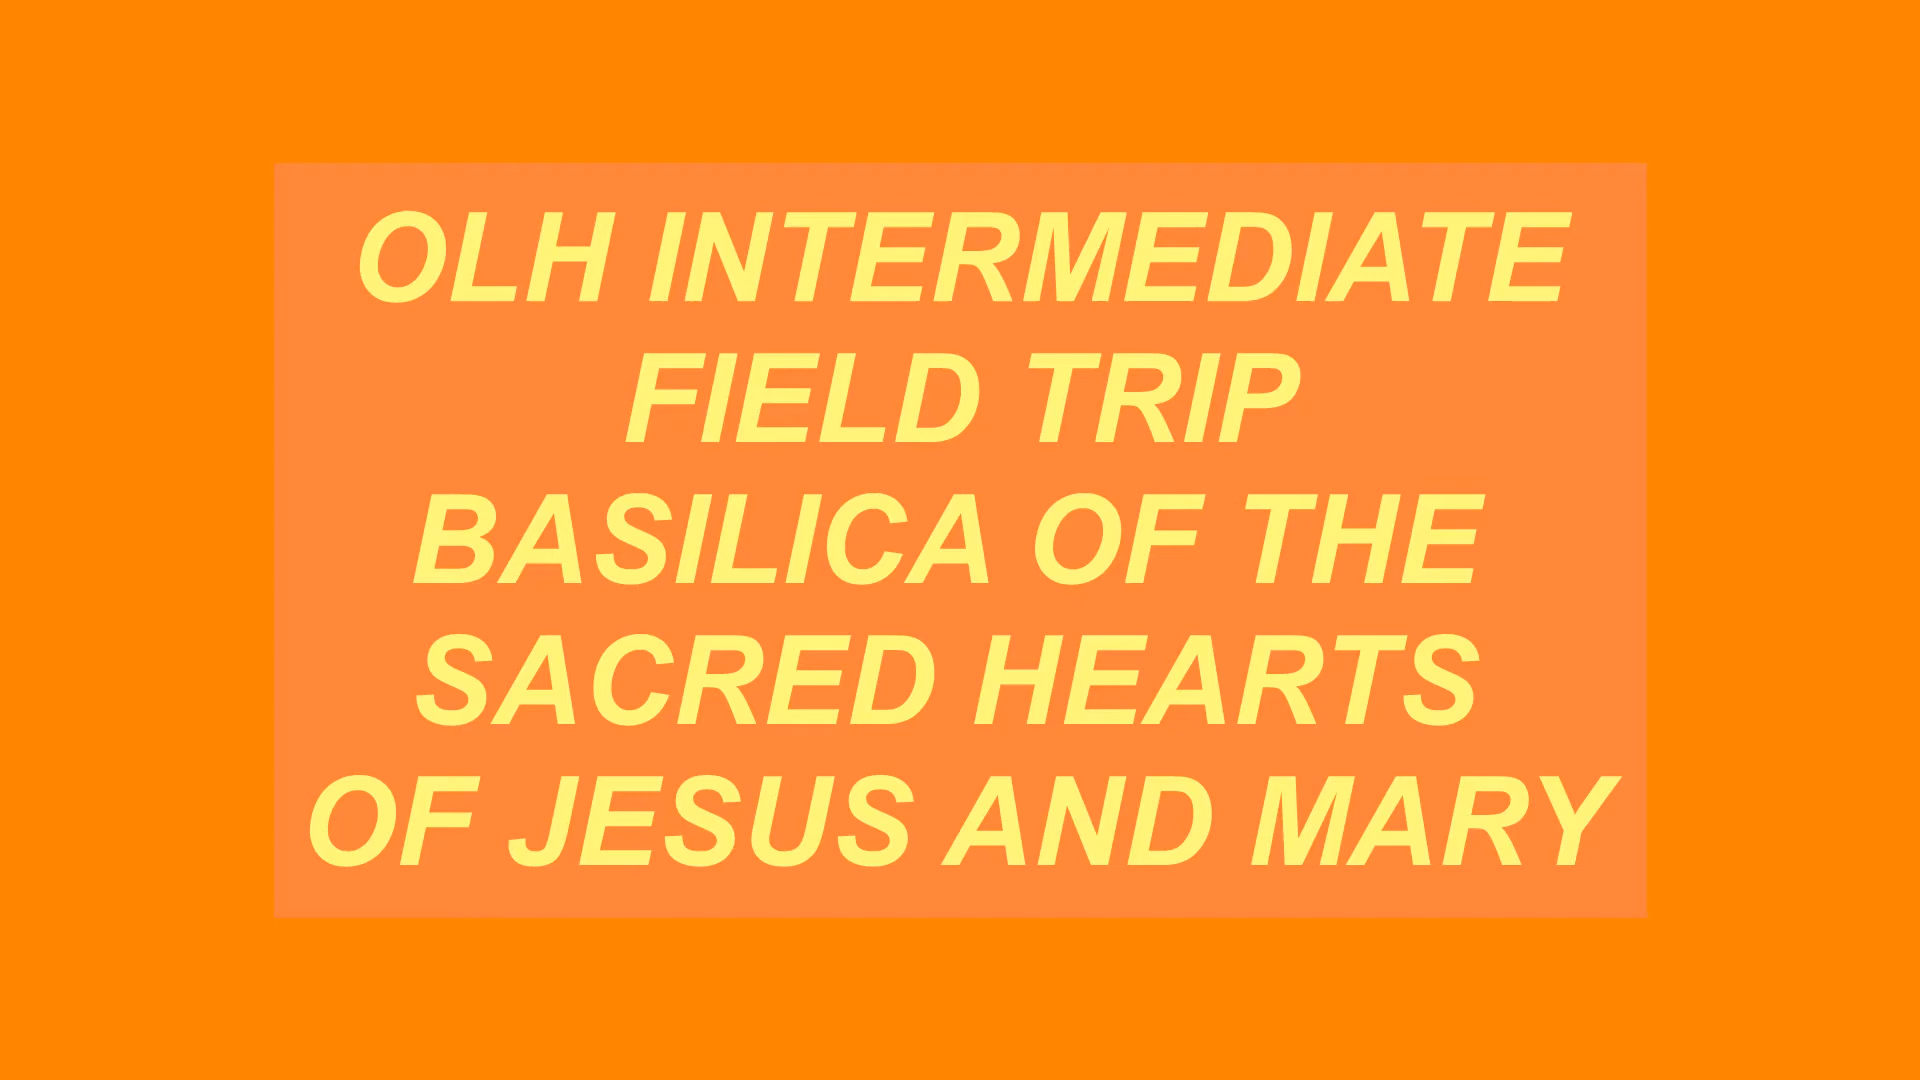 OLH INTERMEDIATE
FIELD TRIP
BASILICA OF THE
SACRED HEARTS
OF JESUS AND MARY